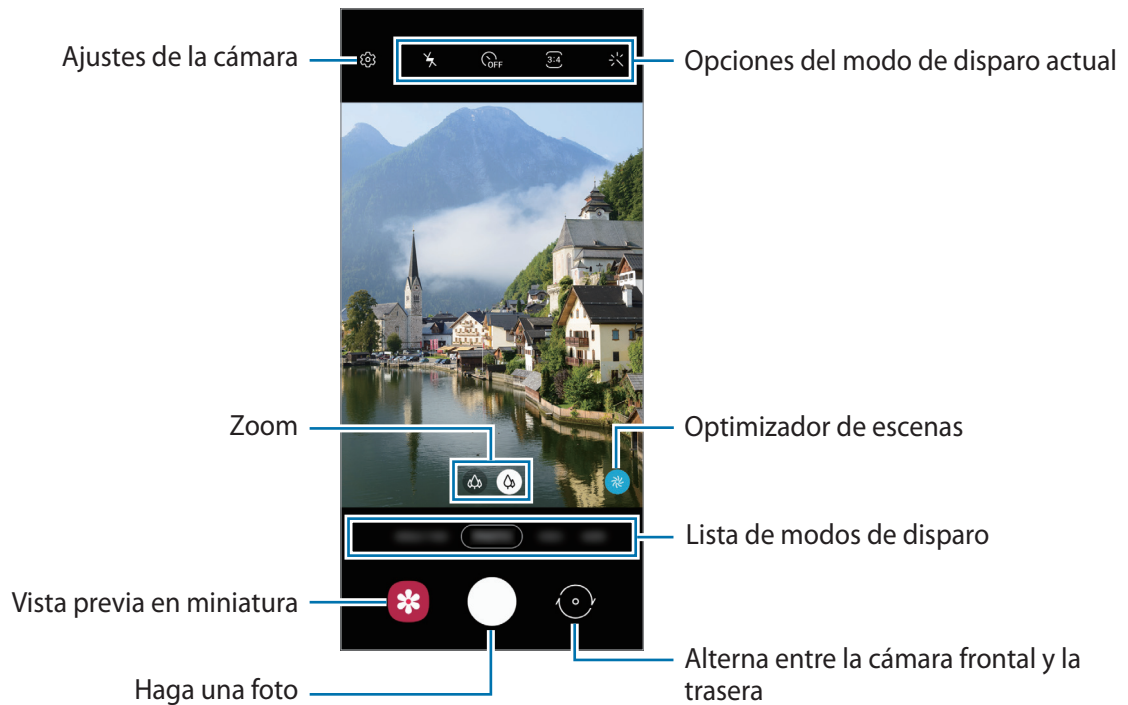 Ajustes de la cámara
OFF
3:4
Opciones del modo de disparo actual
Zoom
Optimizador de escenas
Lista de modos de disparo
Vista previa en miniatura
Haga una foto
Alterna entre la cámara frontal y la
trasera